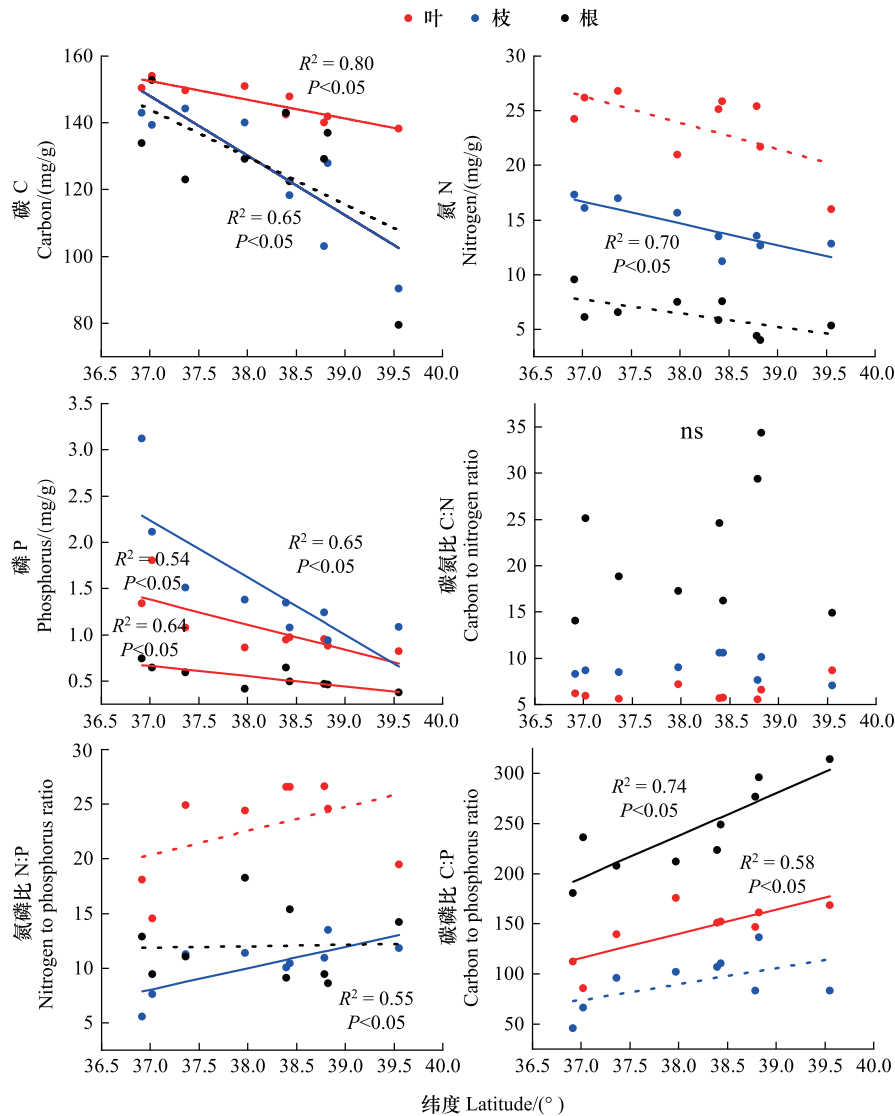 叶 枝 根
160
140
120
100
80
36.5 37.0 37.5 38.0 38.5 39.0 39.5 40.0
碳 C
Carbon/(mg/g)
R² = 0.80
P<0.05
R² = 0.65
P<0.05
30
25
20
15
10
5
36.5 37.0 37.5 38.0 38.5 39.0 39.5 40.0
氮 N
Nitrogen/(mg/g)
R² = 0.70
P<0.05
3.5
3.0
2.5
2.0
1.5
1.0
0.5
36.5 37.0 37.5 38.0 38.5 39.0 39.5 40.0
磷 P
Phosphorus/(mg/g)
R² = 0.65
P<0.05
R² = 0.54
P<0.05
R² = 0.64
P<0.05
35
30
25
20
15
10
5
36.5 37.0 37.5 38.0 38.5 39.0 39.5 40.0
碳氮比 C:N
Carbon to nitrogen ratio
ns
30
25
20
15
10
5
36.5 37.0 37.5 38.0 38.5 39.0 39.5 40.0
氮磷比 N:P
Nitrogen to phosphorus ratio
R² = 0.55
P<0.05
300
250
200
150
100
50
36.5 37.0 37.5 38.0 38.5 39.0 39.5 40.0
碳磷比 C:P
Carbon to phosphorus ratio
R² = 0.74
P<0.05
R² = 0.58
P<0.05
纬度 Latitude/(° )